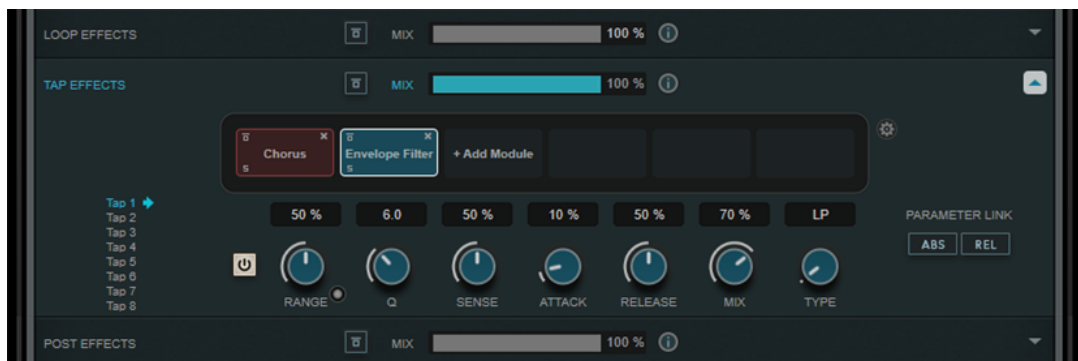 LOOP EFFECTS MIX 100 %
TAP EFFECTS MIX 100 %
Chorus Envelope Filter + Add Module
S S
Tap 1
Tap 2
Tap 3
Tap 4
Tap 5
Tap 6
Tap 7
Tap 8
50 % 6.0 50 % 10 % 50 % 70 % LP
RANGE Q SENSE ATTACK RELEASE MIX TYPE
PARAMETER LINK
ABS REL
POST EFFECTS MIX 100 %